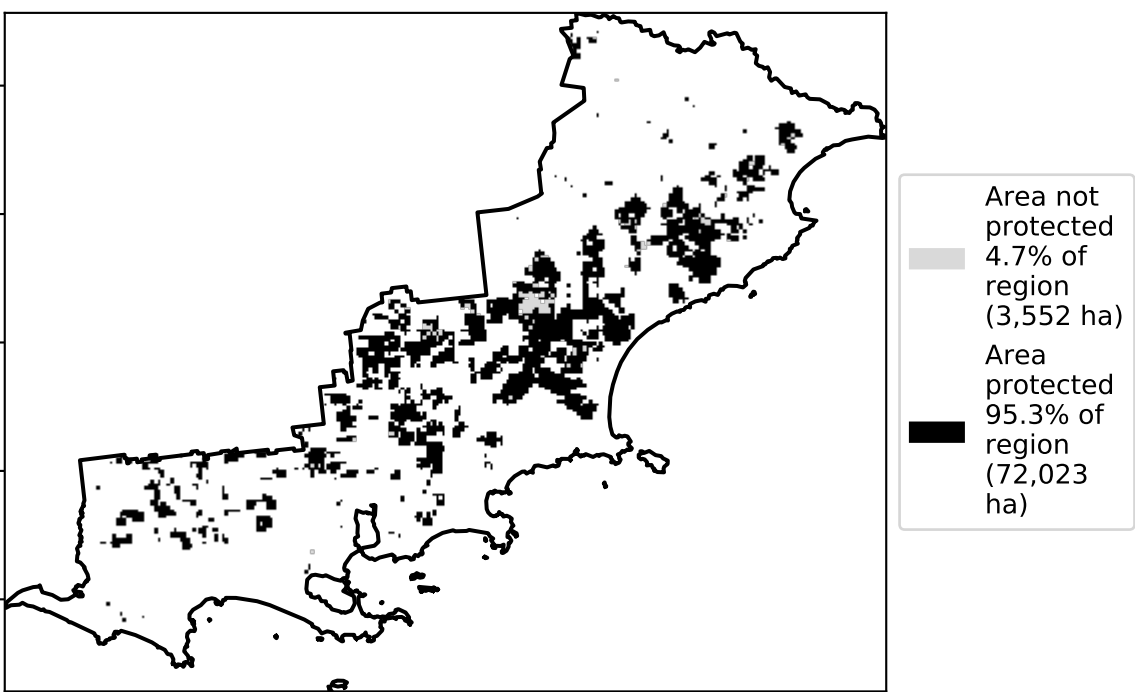 Area not
protected
4.7% of
region
(3,552 ha)
Area
protected
95.3% of
region
(72,023
ha)